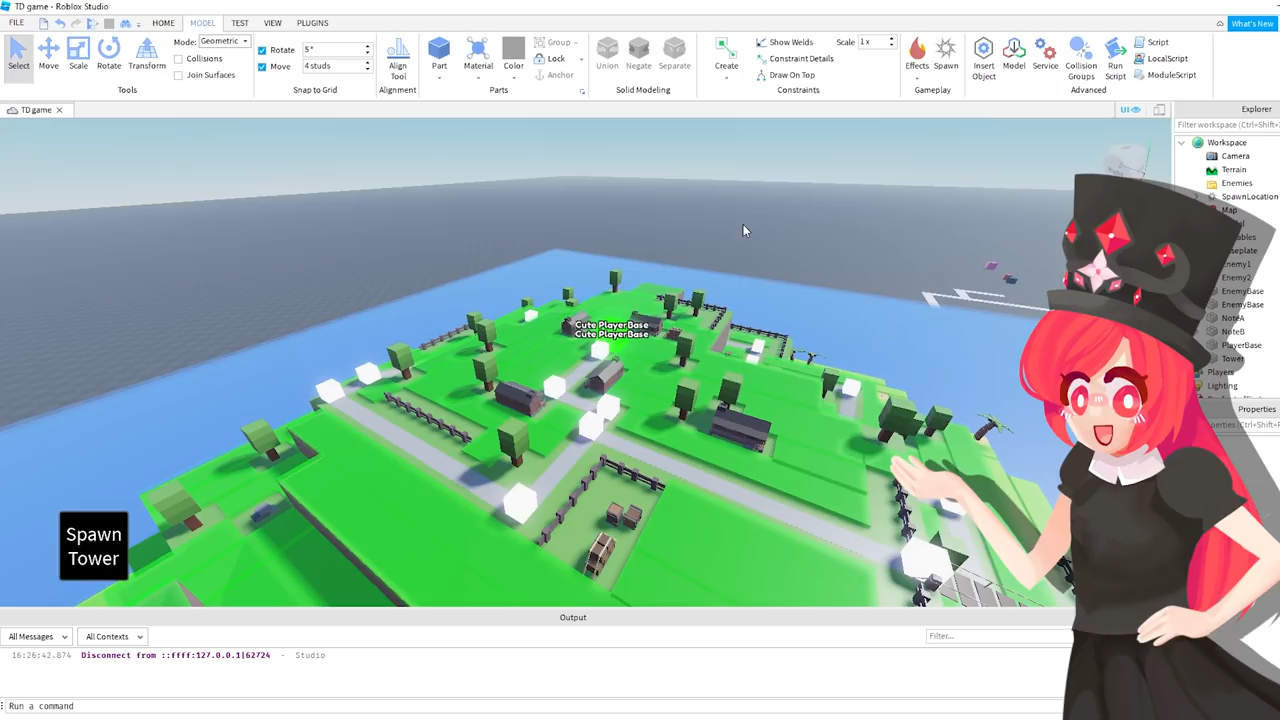 TD game - Roblox Studio
FILE HOME MODEL TEST VIEW PLUGINS What's New
Select Move Scale Rotate Transform
Mode: Geometric
Collisions
Join Surfaces
Tools
Rotate 5 °
Move 4 studs
Snap to Grid
Align Tool
Alignment
Part Material Color
Group
Lock
Anchor
Parts
Union Negate Separate
Solid Modeling
Create
Show Welds
Constraint Details
Draw On Top
Scale 1 x
Constraints
Effects Spawn
Gameplay
Insert Object
Model
Service
Collision Groups
Run Script
Script
LocalScript
ModuleScript
Advanced
TD game
UI
Explorer
Filter workspace (Ctrl+Shift+
Workspace
Camera
Terrain
Enemies
SpawnLocation
Map
Enemy2
EnemyBase
EnemyBase
NoteA
NoteB
PlayerBase
Tower
Players
Lighting
Properties
Cute PlayerBase
Cute PlayerBase
Spawn
Tower
Output
All Messages All Contexts Filter...
16:26:42.874 Disconnect from ::ffff:127.0.0.1|62724 - Studio
Run a command